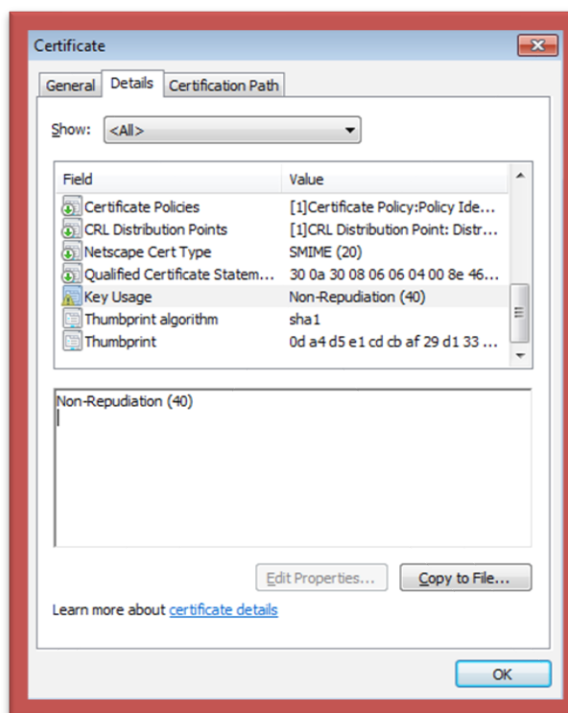 Certificate
General Details Certification Path
Show: <All>
Field Value
Certificate Policies [1]Certificate Policy:Policy Ide...
CRL Distribution Points [1]CRL Distribution Point: Distr...
Netscape Cert Type SMIME (20)
Qualified Certificate Statem... 30 0a 30 08 06 06 04 00 8e 46...
Key Usage Non-Repudiation (40)
Thumbprint algorithm sha1
Thumbprint 0d a4 d5 e1 cd cb af 29 d1 33 ...
Non-Repudiation (40)
Edit Properties... Copy to File...
Learn more about certificate details
OK